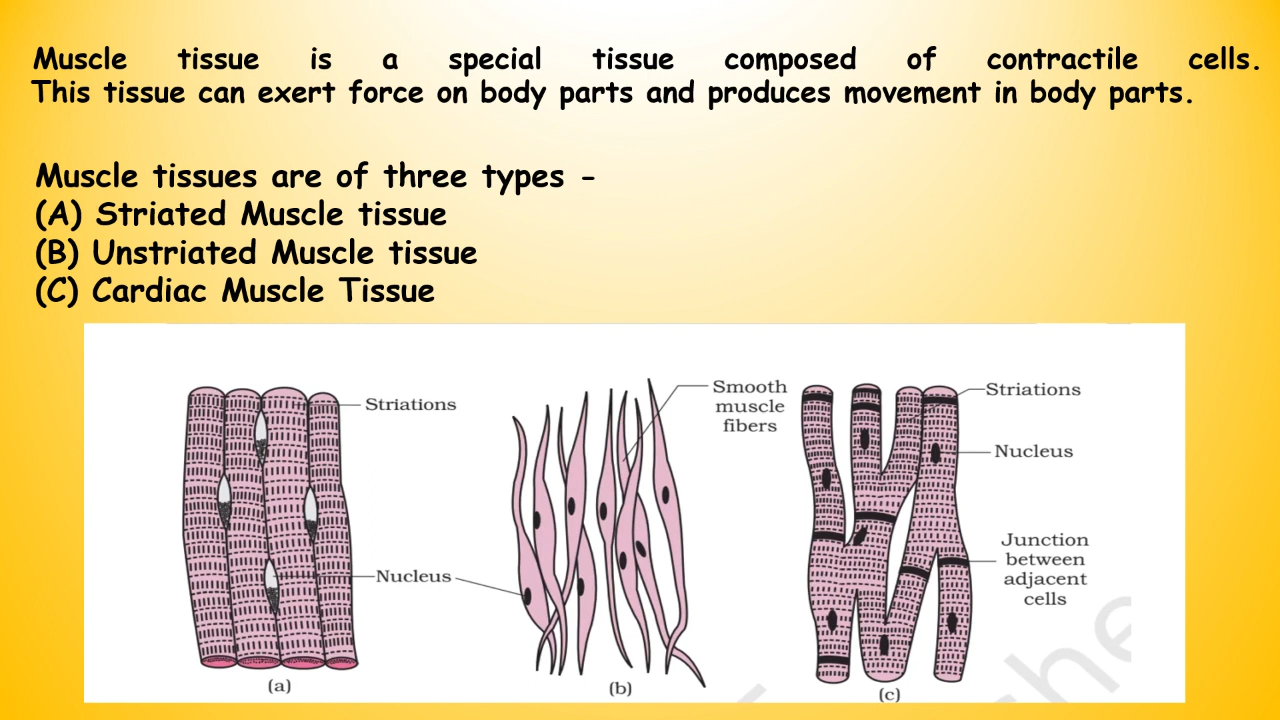 Muscle tissue is a special tissue composed of contractile cells.
This tissue can exert force on body parts and produces movement in body parts.
Muscle tissues are of three types -
(A) Striated Muscle tissue
(B) Unstriated Muscle tissue
(C) Cardiac Muscle Tissue
Striations
Nucleus
(a)
Smooth
muscle
fibers
(b)
Striations
Nucleus
Junction
between
adjacent
cells
(c)